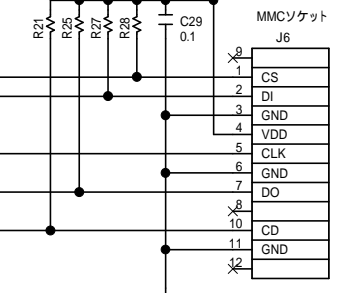 R21
R25
R27
R28
C29
0.1
MMCソケット
J6
9
1 CS
2 DI
3 GND
4 VDD
5 CLK
6 GND
7 DO
8
10 CD
11 GND
12